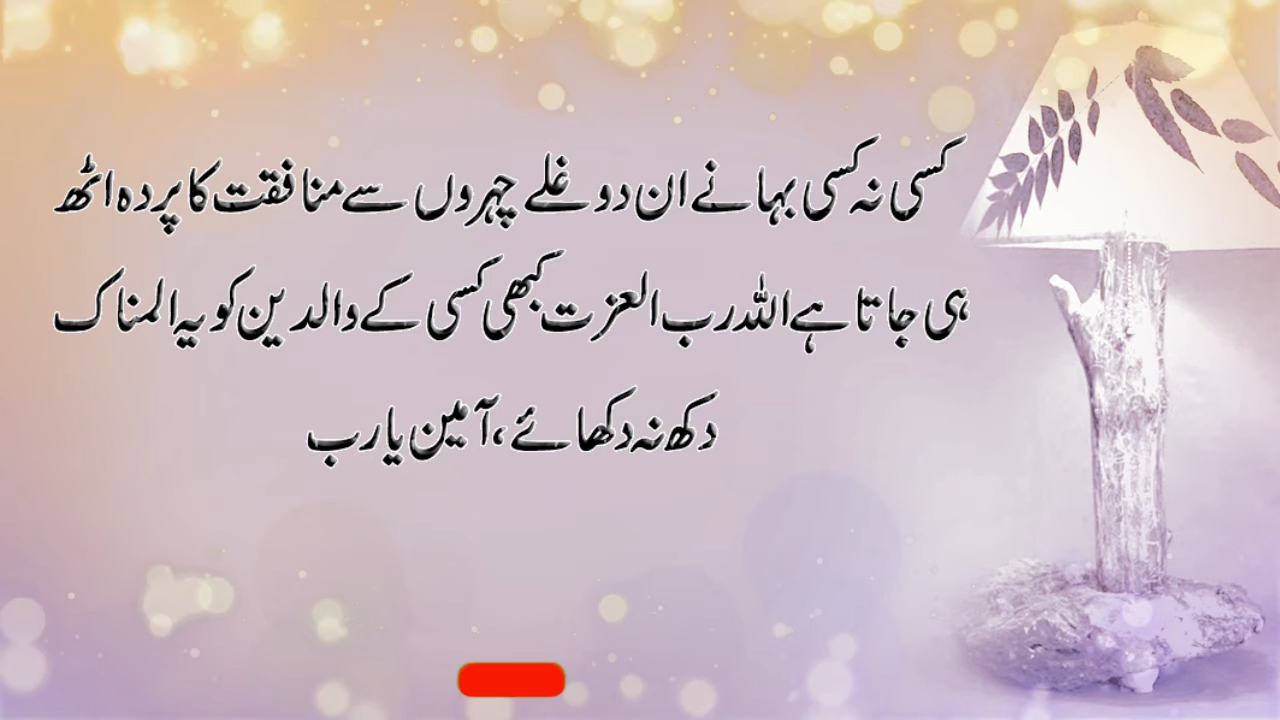 کسی نہ کسی بہانے ان دوغلے چہروں سے منافقت کا پردہ اٹھ
ہی جاتا ہے اللہ رب العزت کبھی کسی کے والدین کو یہ المناک
دکھ نہ دکھائے، آمین یا رب